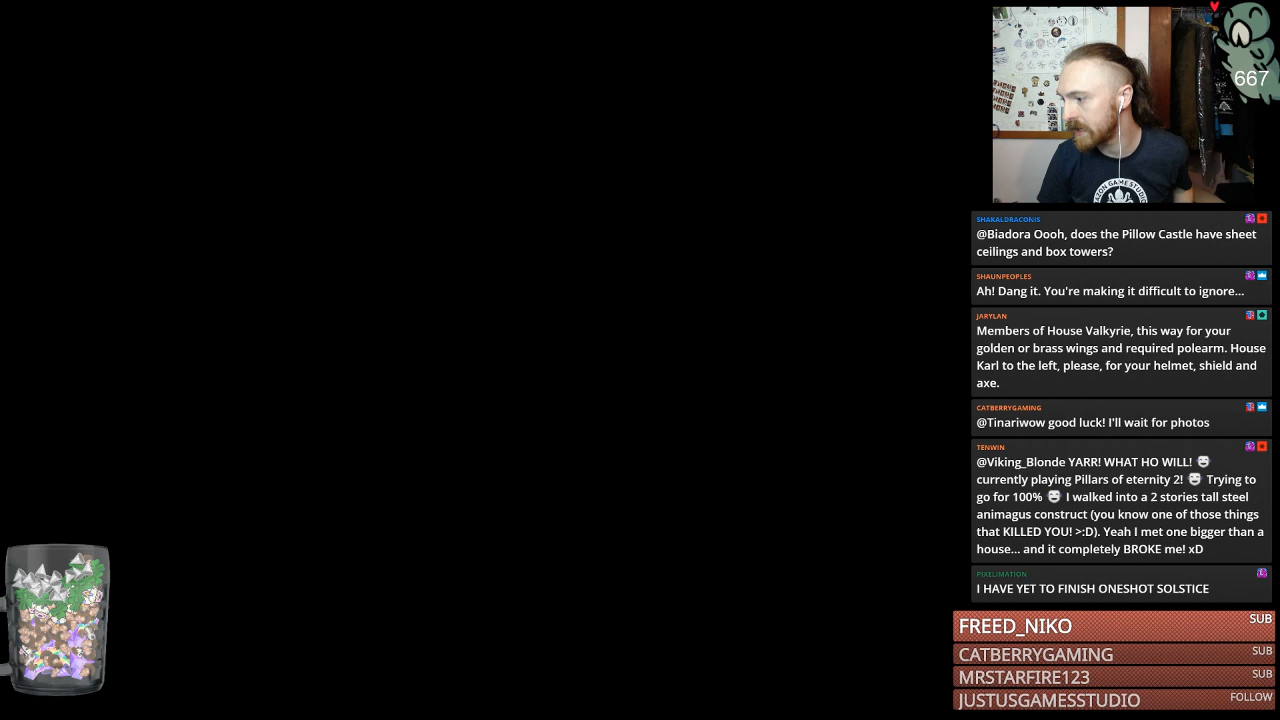 667
SHAKALDRACONIS
@Biadora Oooh, does the Pillow Castle have sheet
ceilings and box towers?
SHAUNPEOPLES
Ah! Dang it. You're making it difficult to ignore...
JARYLAN
Members of House Valkyrie, this way for your
golden or brass wings and required polearm. House
Karl to the left, please, for your helmet, shield and
axe.
CATBERRYGAMING
@Tinariwow good luck! I'll wait for photos
TENWIN
@Viking_Blonde YARR! WHAT HO WILL!
currently playing Pillars of eternity 2! Trying to
go for 100% I walked into a 2 stories tall steel
animagus construct (you know one of those things
that KILLED YOU! >:D). Yeah I met one bigger than a
house... and it completely BROKE me! xD
PIXELIMATION
I HAVE YET TO FINISH ONESHOT SOLSTICE
FREED_NIKO SUB
CATBERRYGAMING SUB
MRSTARFIRE123 SUB
JUSTUSGAMESSTUDIO FOLLOW